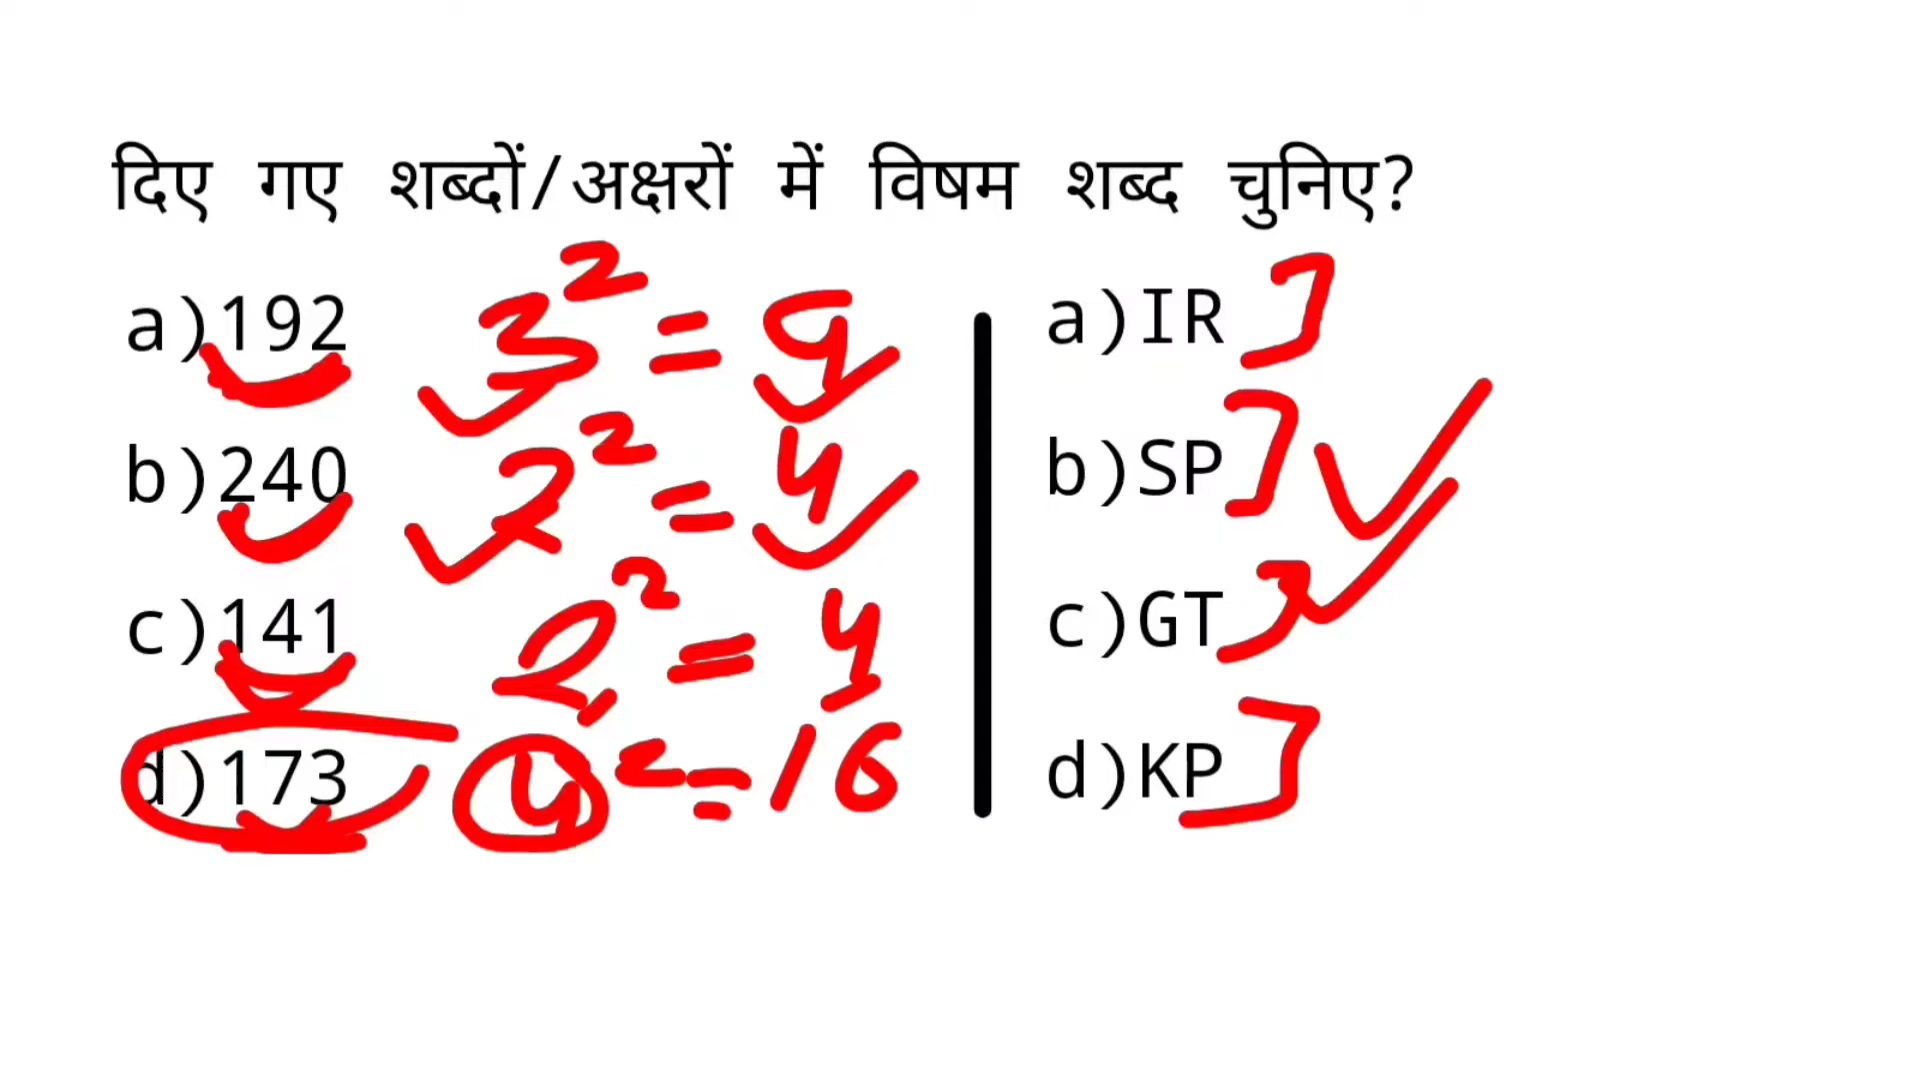 दिए गए शब्दों/अक्षरों में विषम शब्द चुनिए?
a)192 3² = 9
b)240 2² = 4
c)141 2² = 4
d)173 4² = 16
a)IR
b)SP
c)GT
d)KP